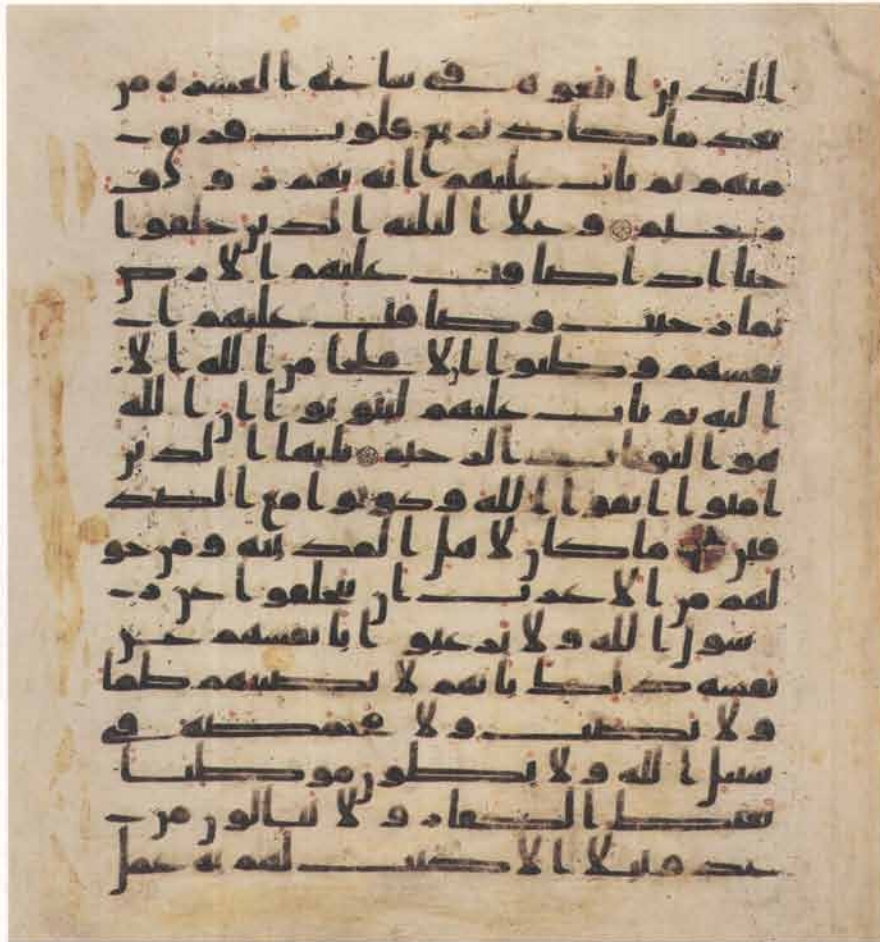 الذين اتبعوه في ساعة العسرة من
بعد ما كاد تزيغ قلوب فريق
منهم ثم تاب عليهم انه بهم روف
رحيم وعلا الثلثة الذين خلفوا
حتا اذا ضاقت عليهم الارض
بما رحبت وضاقت عليهم ا
نفسهم وظنوا ان لا ملجا من الله الا
اليه ثم تاب عليهم ليتوبوا ان الله
هو التواب الرحيم يايها الذين
امنوا اتقوا الله وكونوا مع الصد
قين ما كان لاهل المدينة ومن حو
لهم من الاعراب ان يتخلفوا عن ر
سول الله ولا يرغبوا بانفسهم عن
نفسه ذلك بانهم لا يصيبهم ظما
ولا نصب ولا مخمصة في
سبيل الله ولا يطون موطيا
يغيظ الكفار ولا ينالون من
عدو نيلا الا كتب لهم به عمل